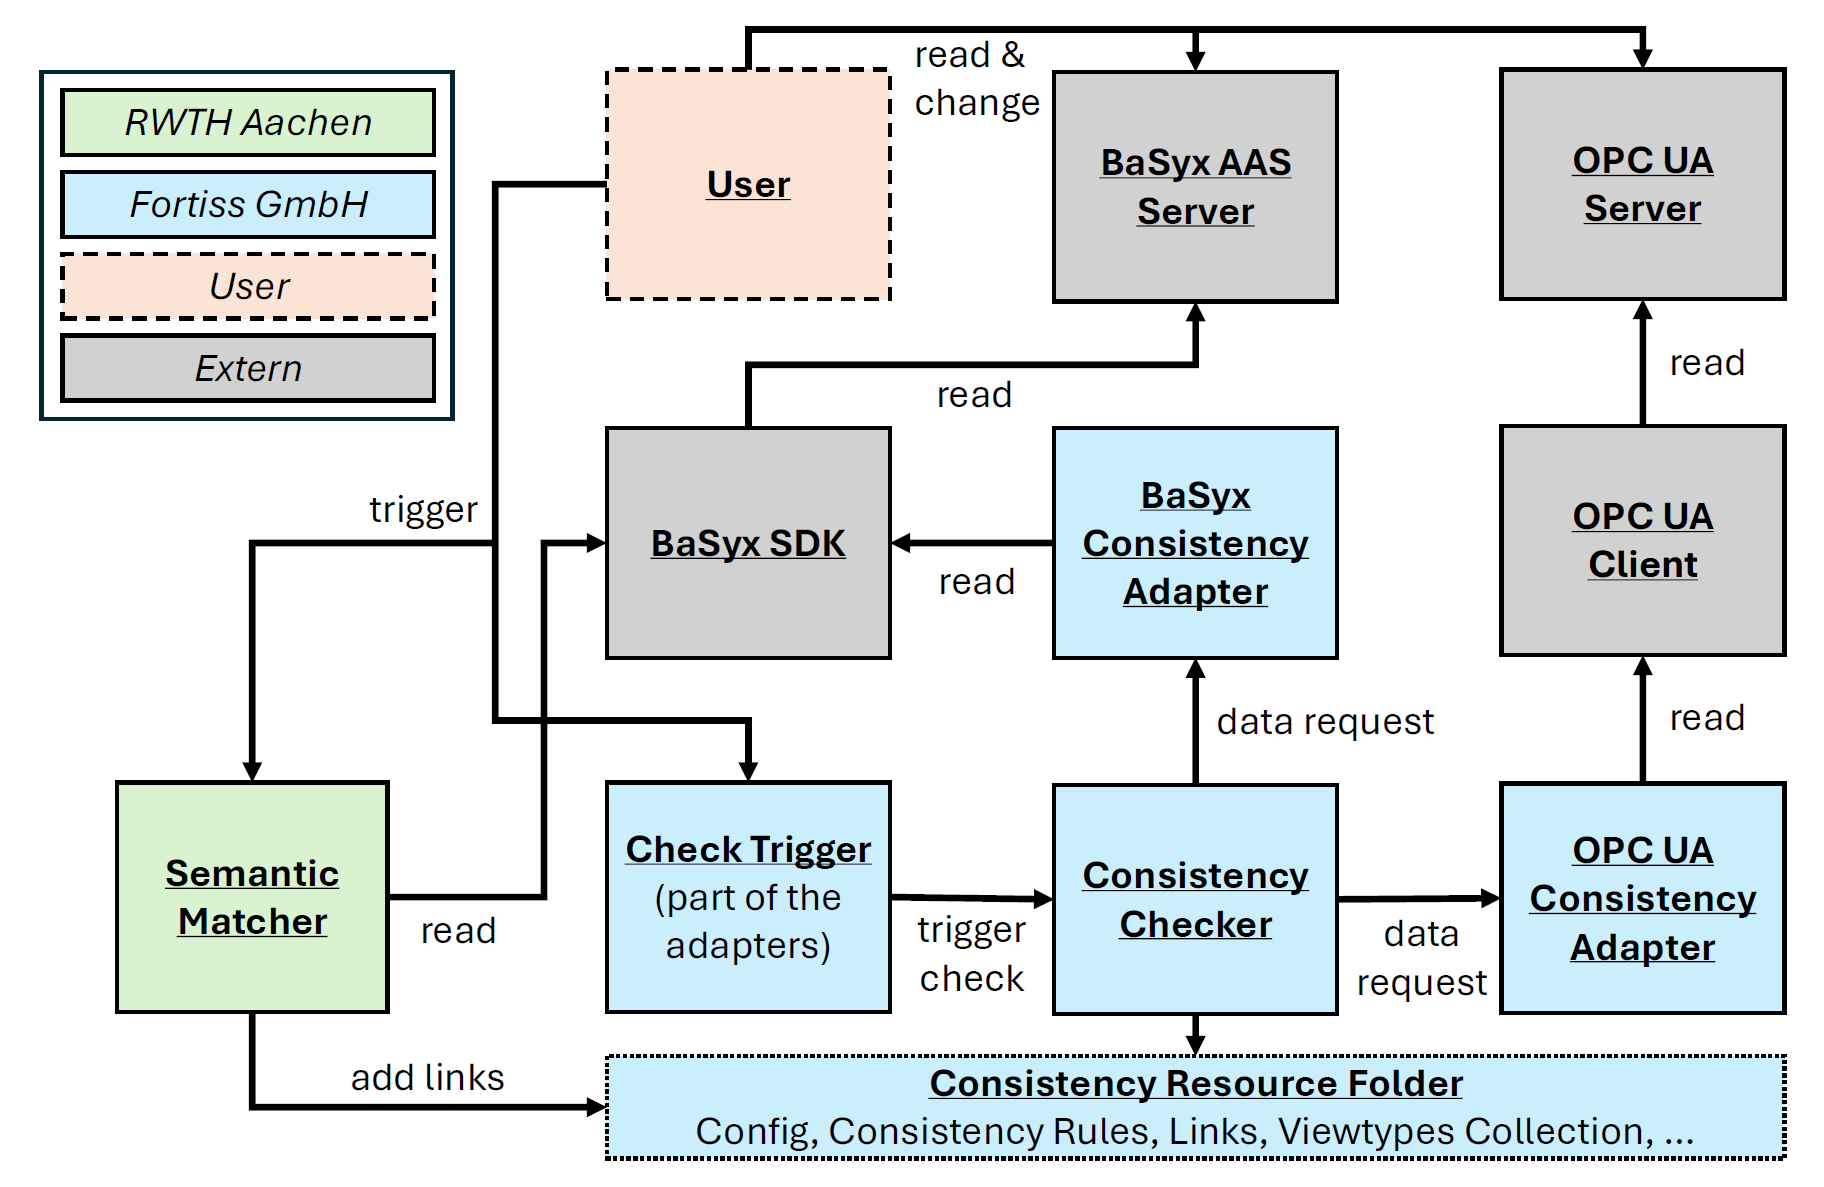 RWTH Aachen
Fortiss GmbH
User
Extern
read &
change
User
BaSyx AAS
Server
OPC UA
Server
read
read
trigger
BaSyx SDK
read
BaSyx
Consistency
Adapter
OPC UA
Client
data request
read
Semantic
Matcher
read
Check Trigger
(part of the
adapters)
trigger
check
Consistency
Checker
data
request
OPC UA
Consistency
Adapter
add links
Consistency Resource Folder
Config, Consistency Rules, Links, Viewtypes Collection, ...